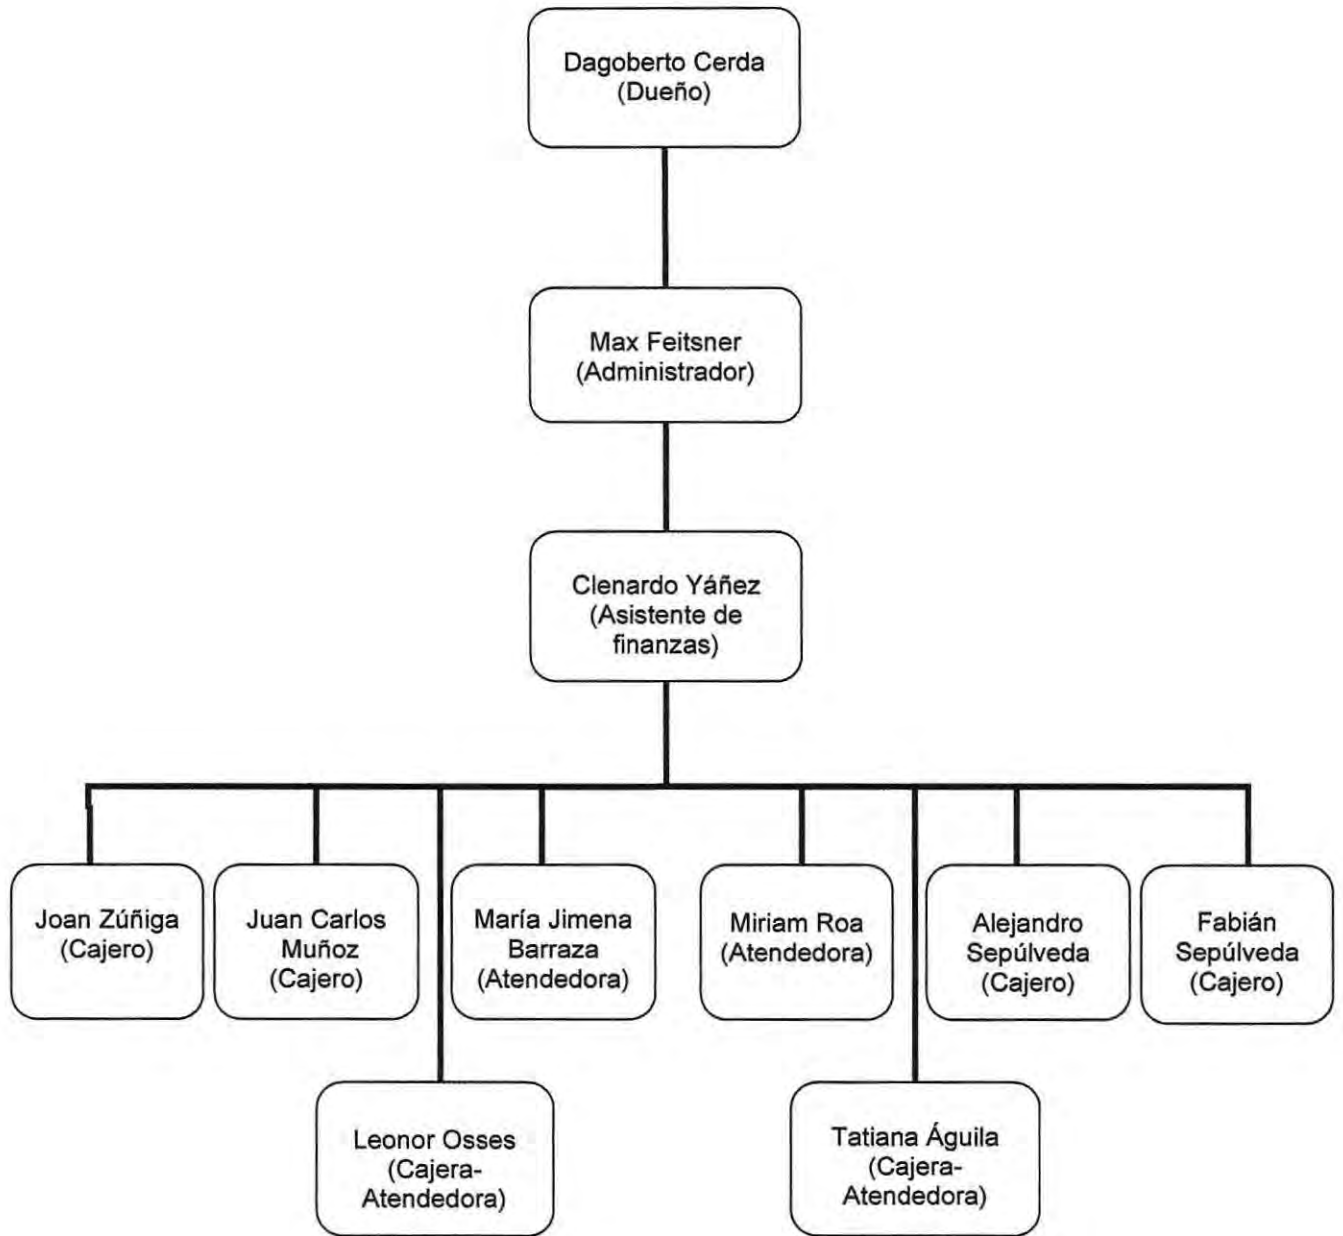 Dagoberto Cerda
(Dueño)
Max Feitsner
(Administrador)
Clenardo Yáñez
(Asistente de
finanzas)
Joan Zúñiga
(Cajero)
Juan Carlos
Muñoz
(Cajero)
María Jimena
Barraza
(Atendedora)
Miriam Roa
(Atendedora)
Alejandro
Sepúlveda
(Cajero)
Fabián
Sepúlveda
(Cajero)
Leonor Osses
(Cajera-
Atendedora)
Tatiana Águila
(Cajera-
Atendedora)